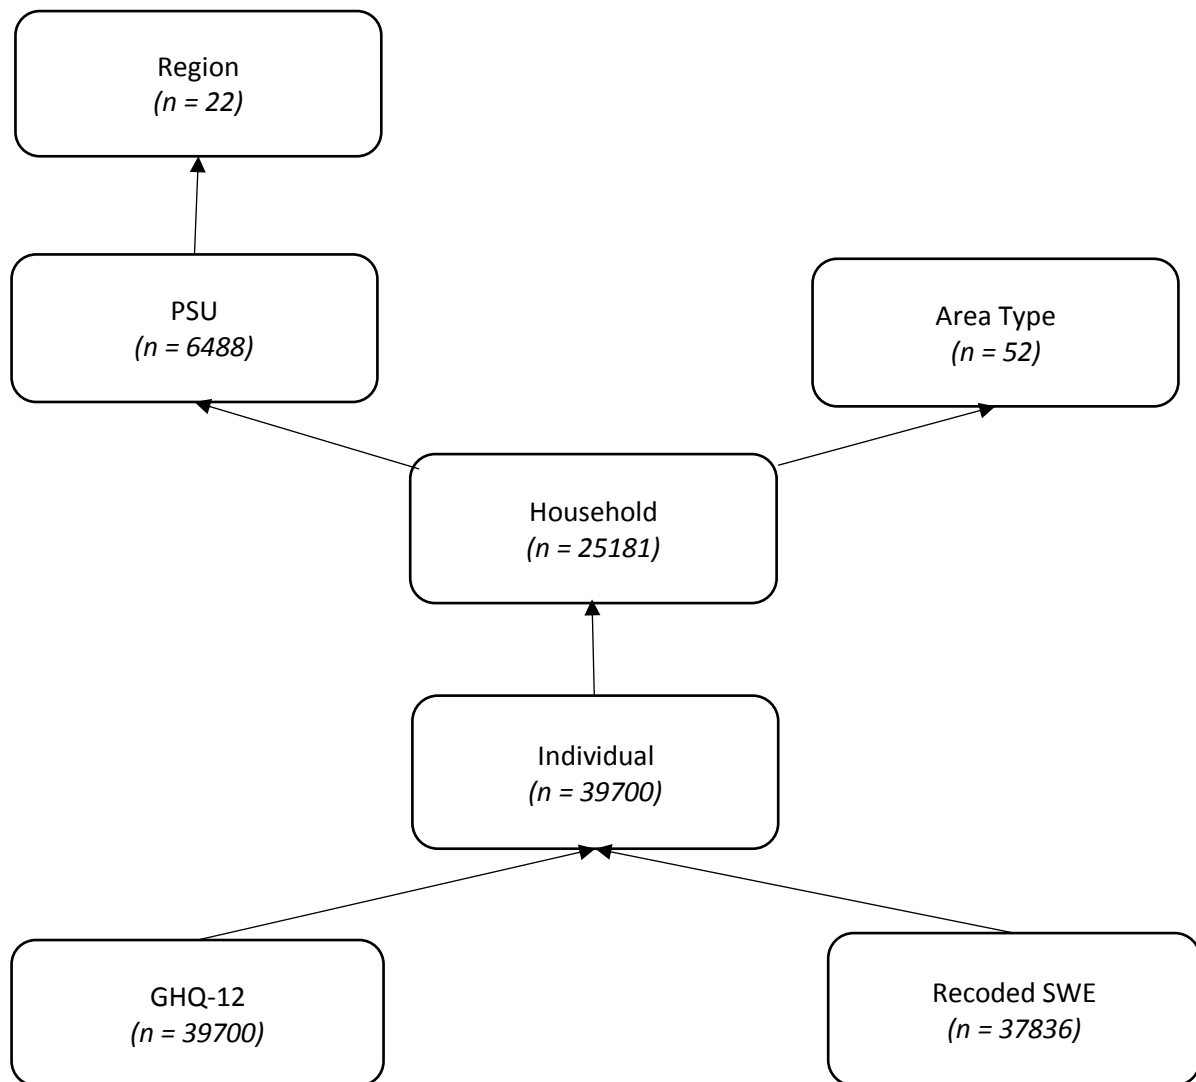 Region
(n = 22)
PSU
(n = 6488)
Area Type
(n = 52)
Household
(n = 25181)
Individual
(n = 39700)
GHQ-12
(n = 39700)
Recoded SWE
(n = 37836)